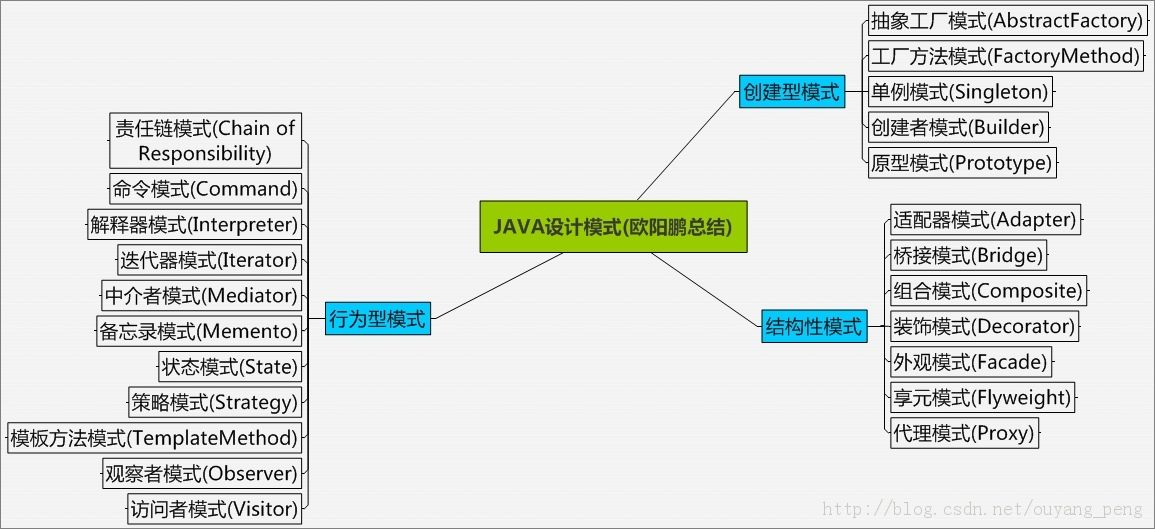 JAVA设计模式(欧阳鹏总结)
创建型模式
抽象工厂模式(AbstractFactory)
工厂方法模式(FactoryMethod)
单例模式(Singleton)
创建者模式(Builder)
原型模式(Prototype)
结构性模式
适配器模式(Adapter)
桥接模式(Bridge)
组合模式(Composite)
装饰模式(Decorator)
外观模式(Facade)
享元模式(Flyweight)
代理模式(Proxy)
行为型模式
责任链模式(Chain of
Responsibility)
命令模式(Command)
解释器模式(Interpreter)
迭代器模式(Iterator)
中介者模式(Mediator)
备忘录模式(Memento)
状态模式(State)
策略模式(Strategy)
模板方法模式(TemplateMethod)
观察者模式(Observer)
访问者模式(Visitor)
http://blog.csdn.net/ouyang_peng